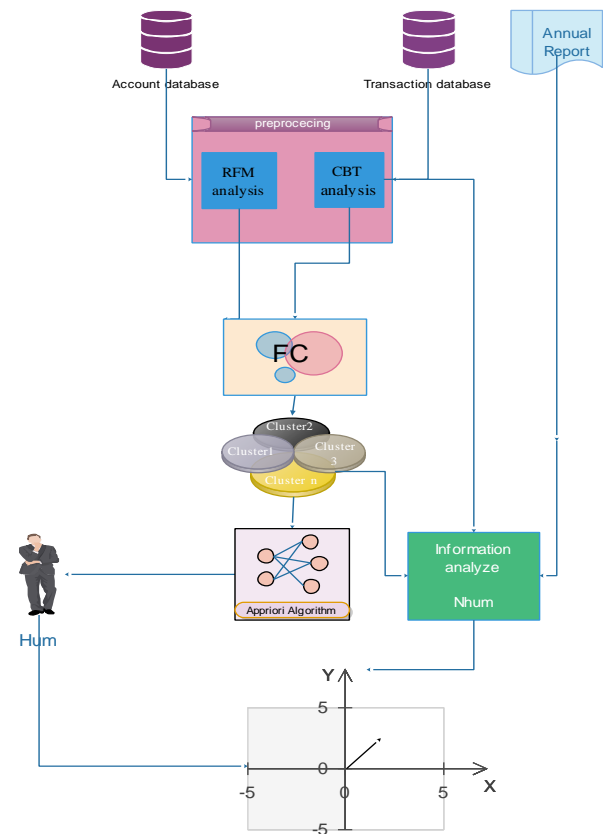 Annual
Report
Account database
Transaction database
preprocecing
RFM
analysis
CBT
analysis
FC
Cluster2
Cluster1
Cluster
3
Cluster n
Information
analyze
Nhum
Appriori Algorithm
Hum
Y
5
0
-5
0
5
X
-5